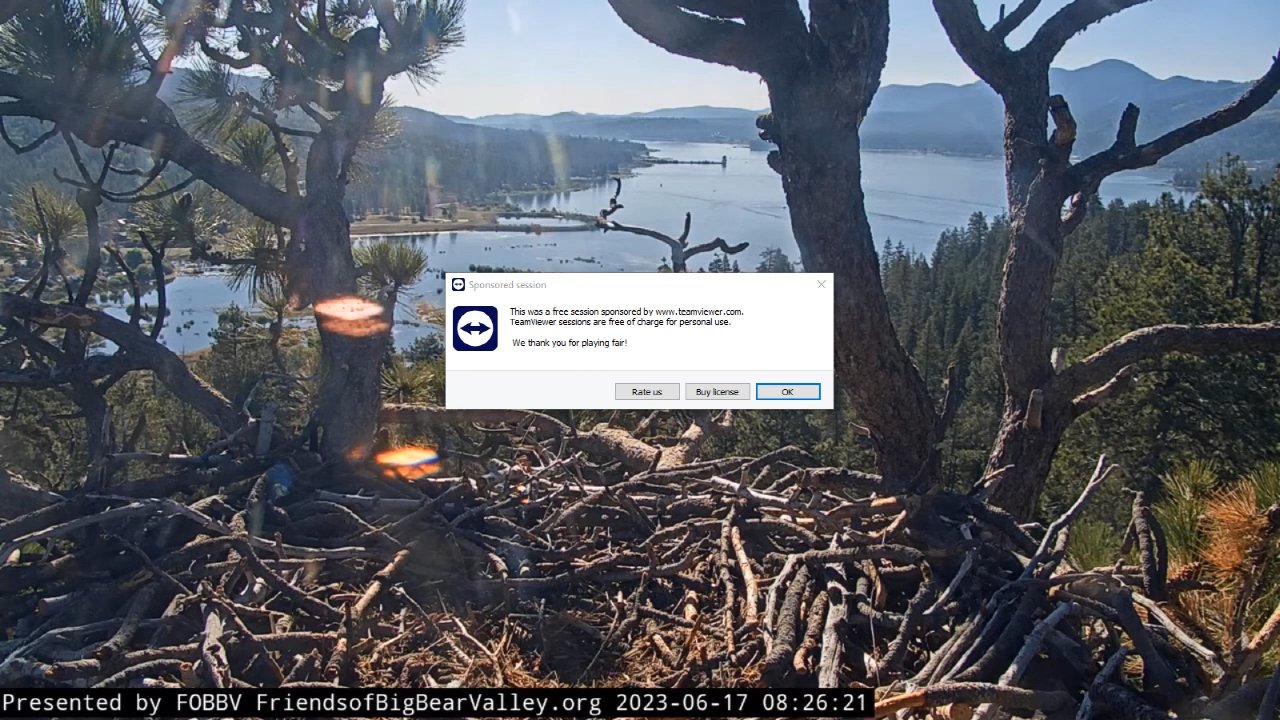 Sponsored session
This was a free session sponsored by www.teamviewer.com.
TeamViewer sessions are free of charge for personal use.
We thank you for playing fair!
Rate us
Buy license
OK
Presented by FOBBV FriendsofBigBearValley.org 2023-06-17 08:26:21